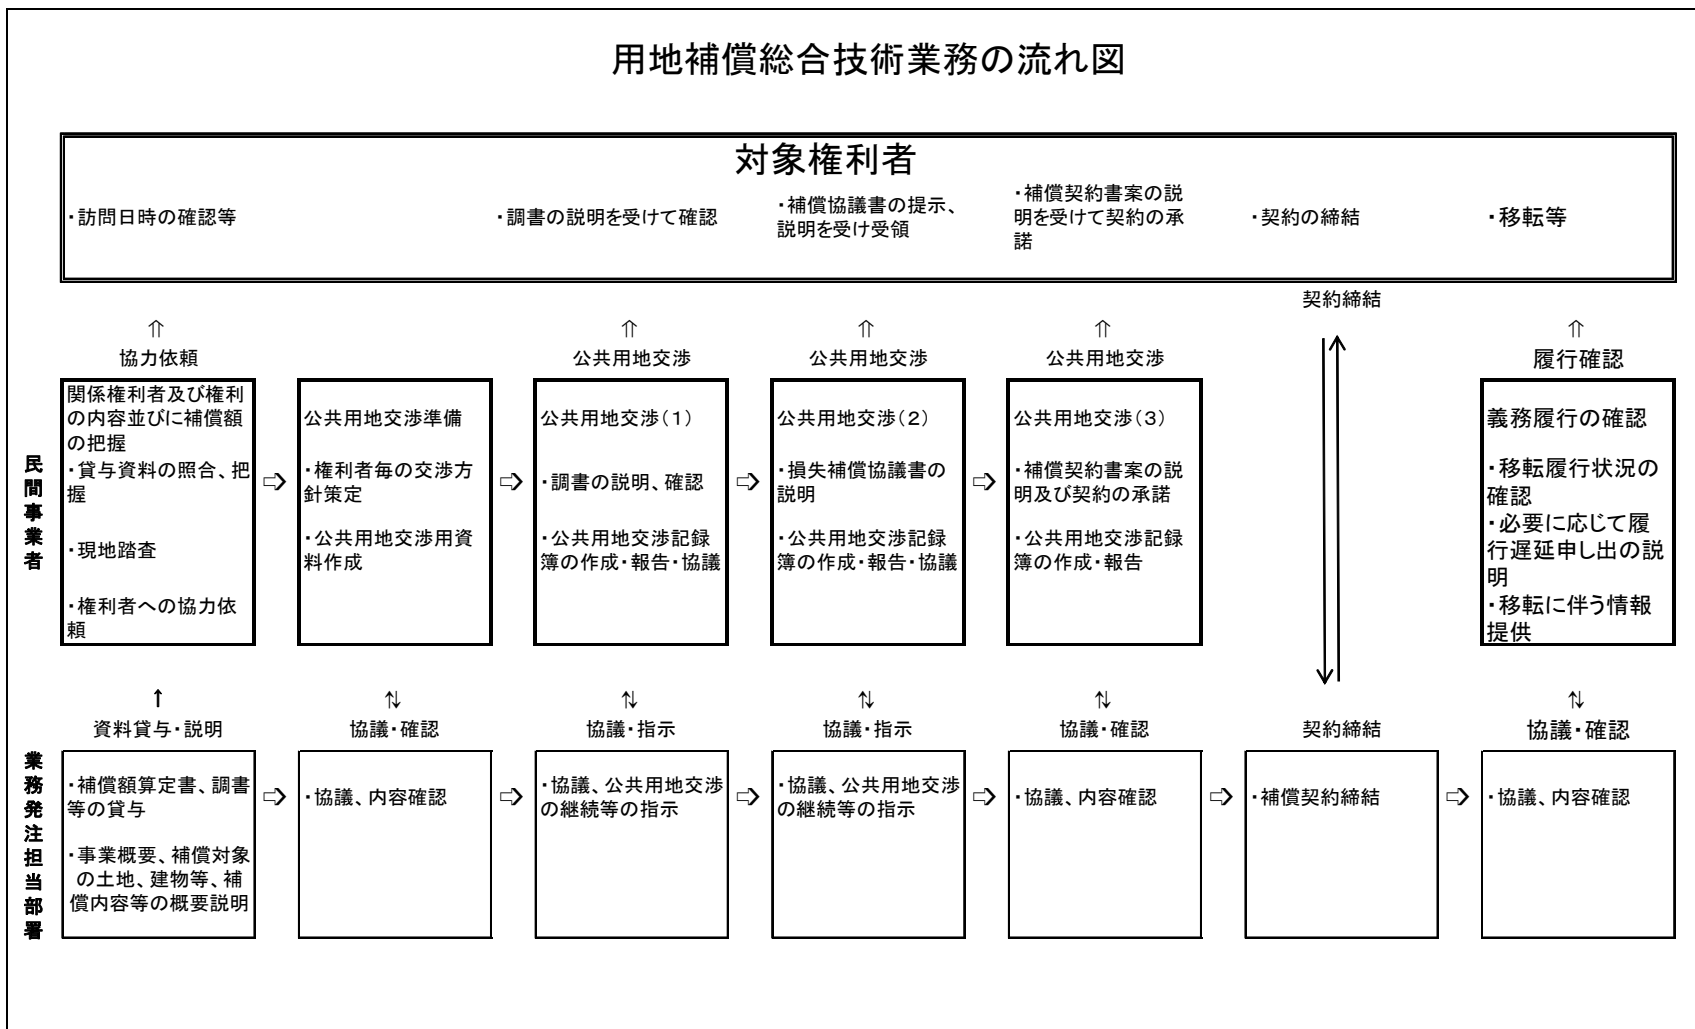 用地補償総合技術業務の流れ図
対象権利者
・訪問日時の確認等
・調書の説明を受けて確認
・補償協議書の提示、
説明を受け受領
・補償契約書案の説
明を受けて契約の承
諾
・契約の締結
・移転等
契約締結
⇑
協力依頼
⇑
公共用地交渉
⇑
公共用地交渉
⇑
公共用地交渉
⇑
履行確認
民間事業者
関係権利者及び権利
の内容並びに補償額
の把握
・貸与資料の照合、把
握
・現地踏査
・権利者への協力依
頼
⇨
公共用地交渉準備
・権利者毎の交渉方
針策定
・公共用地交渉用資
料作成
⇨
公共用地交渉(1)
・調書の説明、確認
・公共用地交渉記録
簿の作成・報告・協議
⇨
公共用地交渉(2)
・損失補償協議書の
説明
・公共用地交渉記録
簿の作成・報告・協議
⇨
公共用地交渉(3)
・補償契約書案の説
明及び契約の承諾
・公共用地交渉記録
簿の作成・報告
義務履行の確認
・移転履行状況の
確認
・必要に応じて履
行遅延申し出の説
明
・移転に伴う情報
提供
↑
資料貸与・説明
⇅
協議・確認
⇅
協議・指示
⇅
協議・指示
⇅
協議・確認
契約締結
⇅
協議・確認
業務発注担当部署
・補償額算定書、調書
等の貸与
・事業概要、補償対象
の土地、建物等、補
償内容等の概要説明
⇨
・協議、内容確認
⇨
・協議、公共用地交渉
の継続等の指示
⇨
・協議、公共用地交渉
の継続等の指示
⇨
・協議、内容確認
⇨
・補償契約締結
⇨
・協議、内容確認